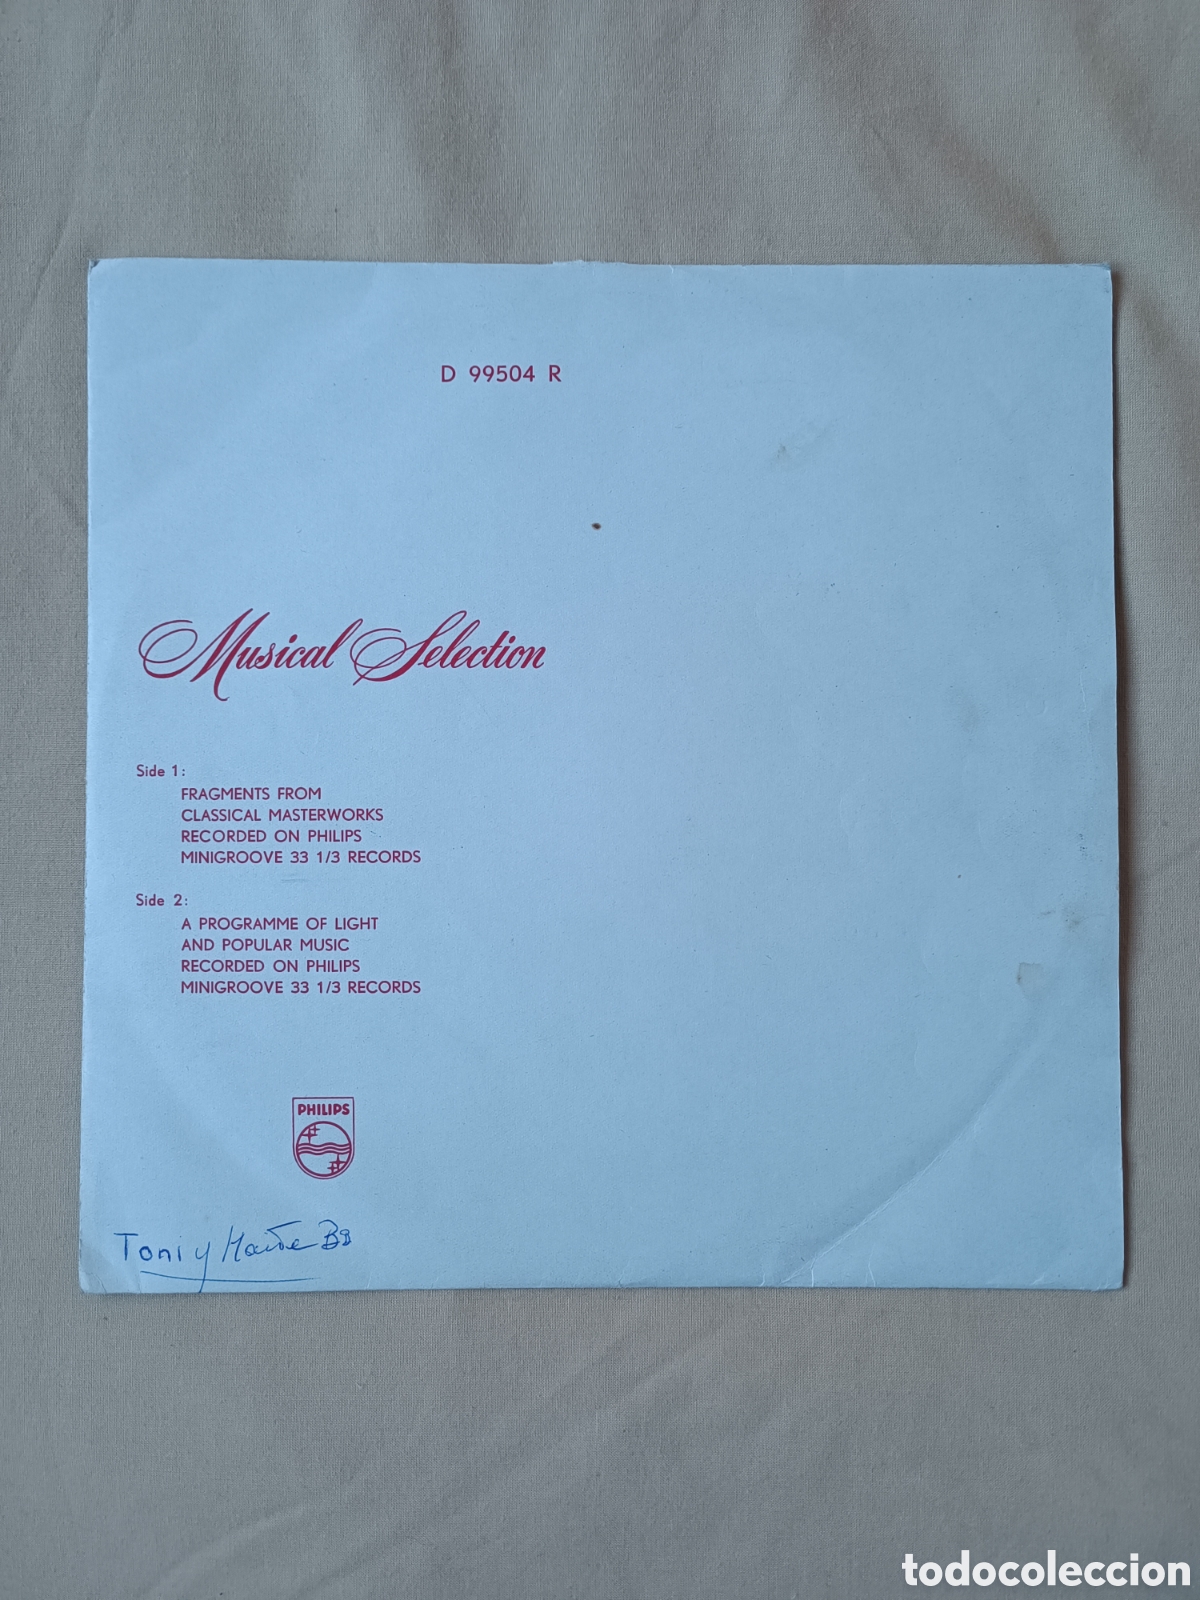 D 99504 R
Musical Selection
Side 1:
FRAGMENTS FROM
CLASSICAL MASTERWORKS
RECORDED ON PHILIPS
MINIGROOVE 33 1/3 RECORDS
Side 2:
A PROGRAMME OF LIGHT
AND POPULAR MUSIC
RECORDED ON PHILIPS
MINIGROOVE 33 1/3 RECORDS
PHILIPS
Toni y Maite
todocoleccion